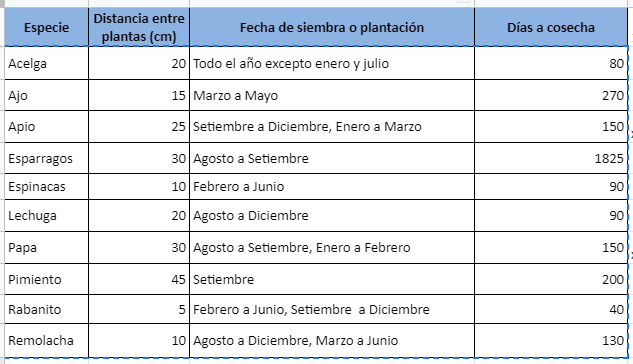 Especie Distancia entre plantas (cm) Fecha de siembra o plantación Días a cosecha
Acelga 20 Todo el año excepto enero y julio 80
Ajo 15 Marzo a Mayo 270
Apio 25 Setiembre a Diciembre, Enero a Marzo 150
Esparragos 30 Agosto a Setiembre 1825
Espinacas 10 Febrero a Junio 90
Lechuga 20 Agosto a Diciembre 90
Papa 30 Agosto a Setiembre, Enero a Febrero 150
Pimiento 45 Setiembre 200
Rabanito 5 Febrero a Junio, Setiembre  a Diciembre 40
Remolacha 10 Agosto a Diciembre, Marzo a Junio 130